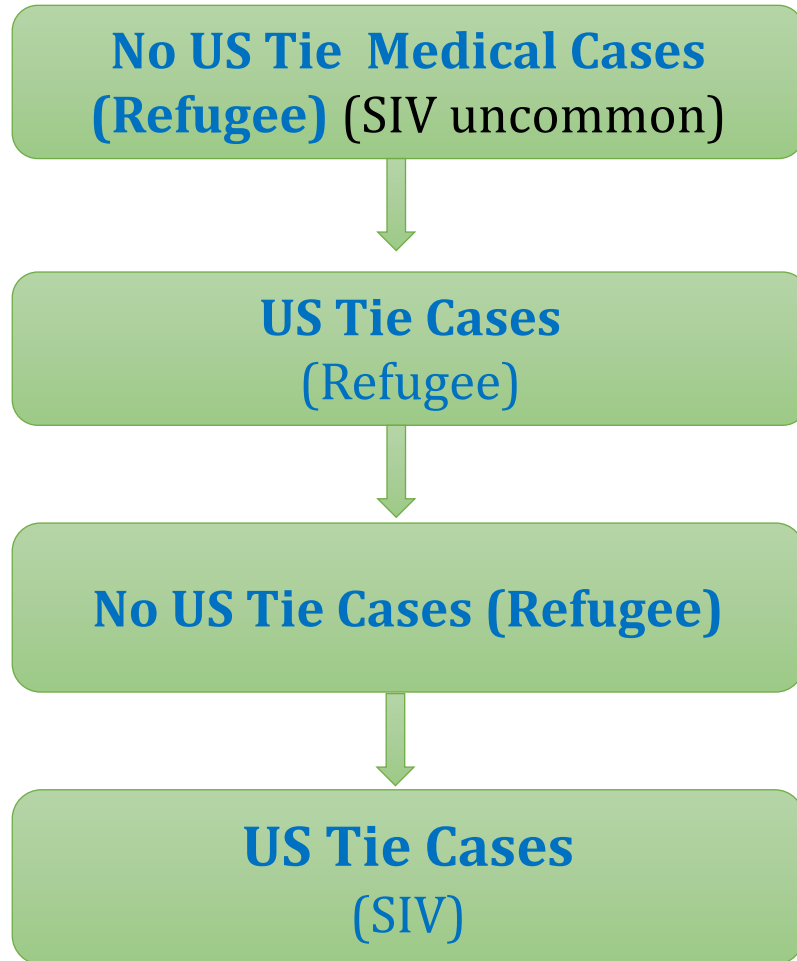 No US Tie  Medical Cases
(Refugee) (SIV uncommon)
US Tie Cases
(Refugee)
No US Tie Cases (Refugee)
US Tie Cases
(SIV)